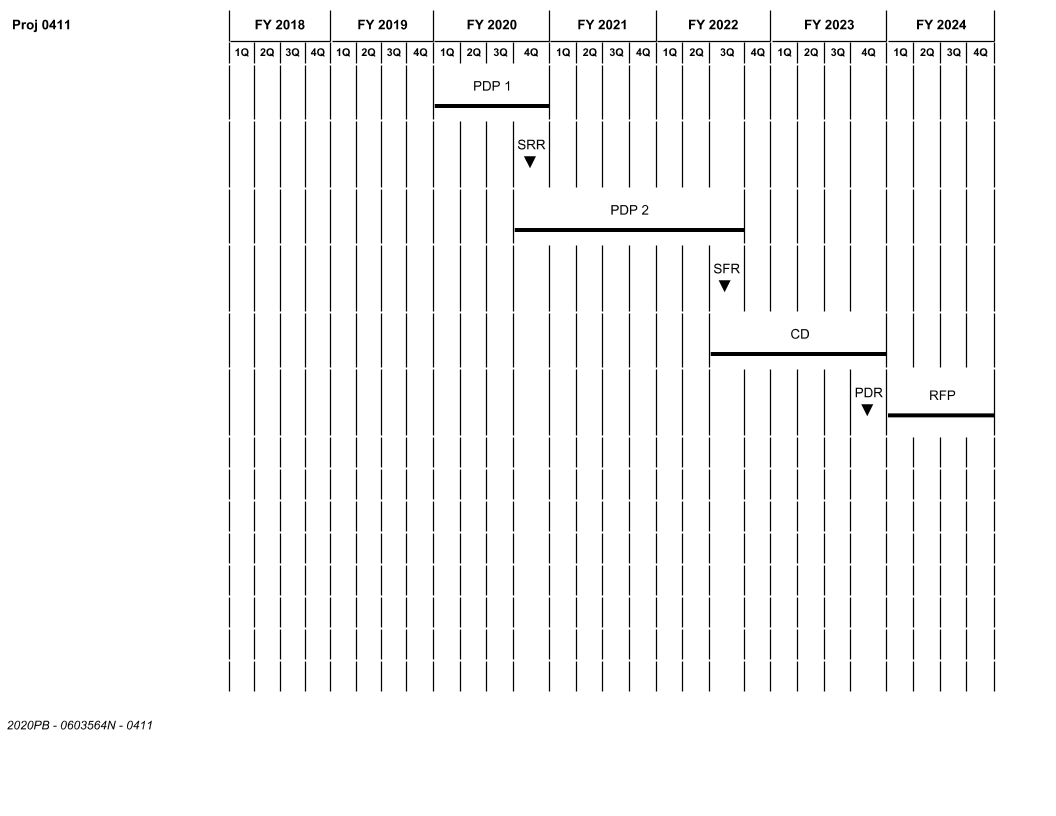 Proj 0411
FY 2018 FY 2019 FY 2020 FY 2021 FY 2022 FY 2023 FY 2024
1Q 2Q 3Q 4Q 1Q 2Q 3Q 4Q 1Q 2Q 3Q 4Q 1Q 2Q 3Q 4Q 1Q 2Q 3Q 4Q 1Q 2Q 3Q 4Q 1Q 2Q 3Q 4Q
PDP 1
SRR
PDP 2
SFR
CD
PDR RFP
2020PB - 0603564N - 0411